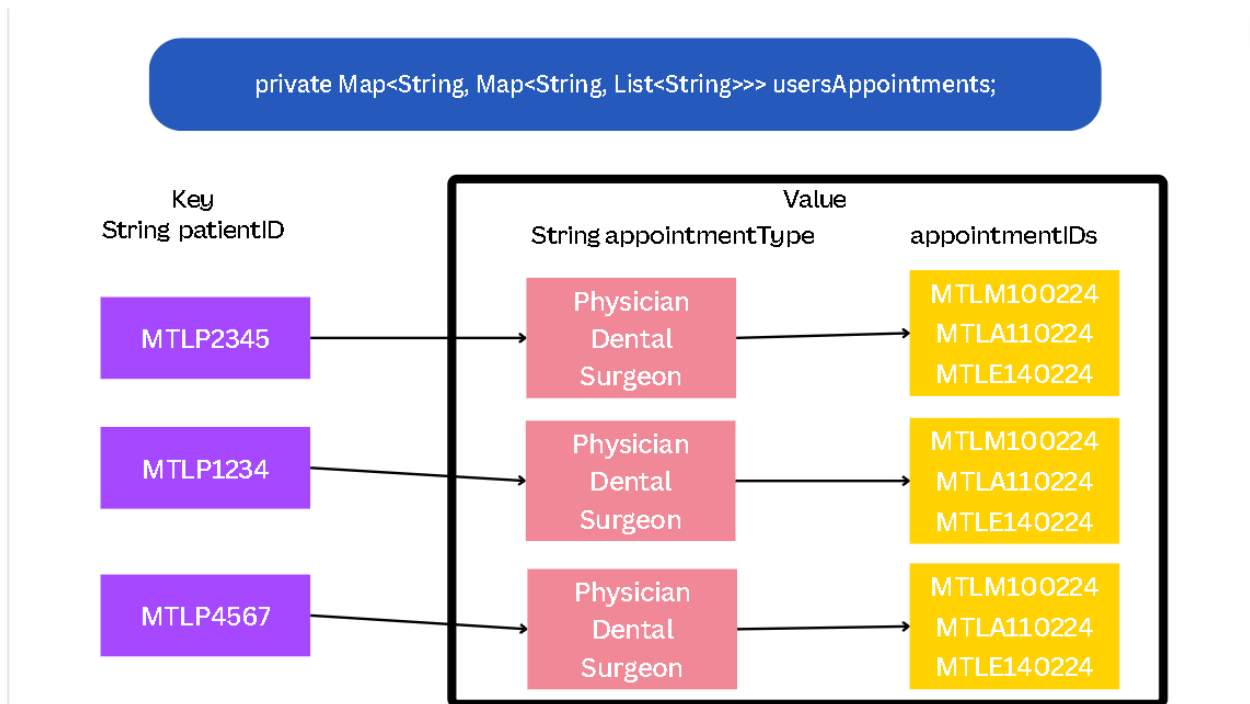 private Map<String, Map<String, List<String>>> usersAppointments;
Key
String patientID
Value
String appointmentType
appointmentIDs
MTLP2345
Physician
Dental
Surgeon
MTLM100224
MTLA110224
MTLE140224
MTLP1234
Physician
Dental
Surgeon
MTLM100224
MTLA110224
MTLE140224
MTLP4567
Physician
Dental
Surgeon
MTLM100224
MTLA110224
MTLE140224